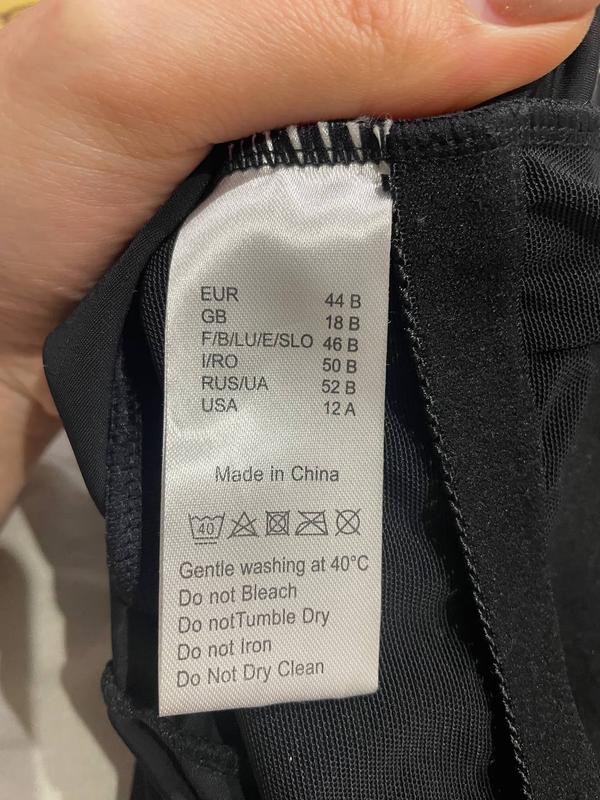 EUR 44 B
GB 18 B
F/B/LU/E/SLO 46 B
I/RO 50 B
RUS/UA 52 B
USA 12 A
Made in China
40
Gentle washing at 40°C
Do not Bleach
Do notTumble Dry
Do not Iron
Do Not Dry Clean